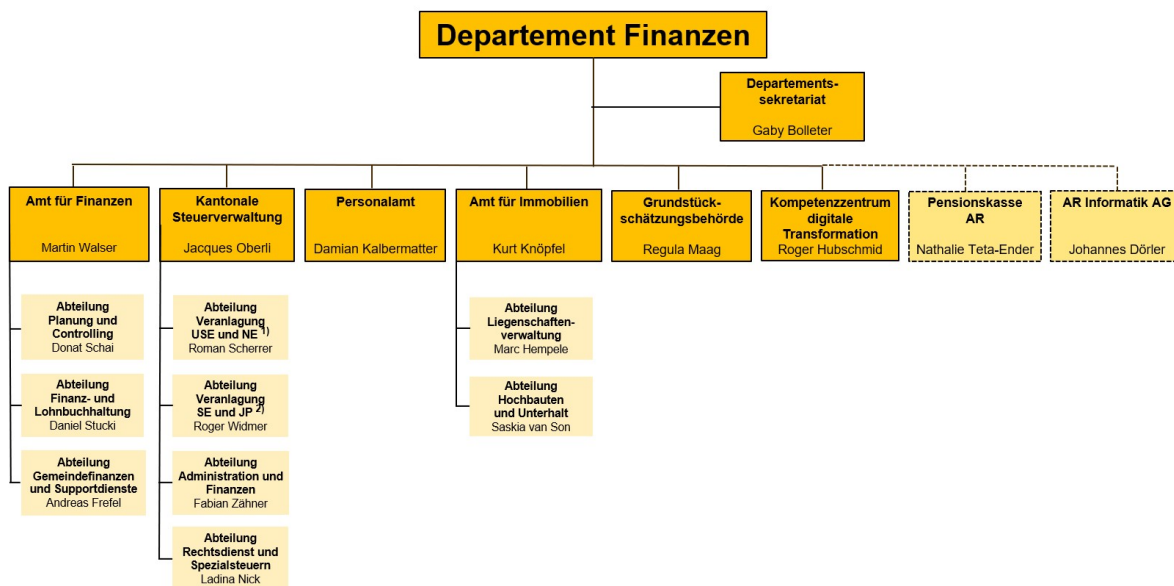 Departement Finanzen
Departements-
sekretariat
Gaby Bolleter
Amt für Finanzen
Martin Walser
Kantonale
Steuerverwaltung
Jacques Oberli
Personalamt
Damian Kalbermatter
Amt für Immobilien
Kurt Knöpfel
Grundstück-
schätzungsbehörde
Regula Maag
Kompetenzzentrum
digitale
Transformation
Roger Hubschmid
Pensionskasse
AR
Nathalie Teta-Ender
AR Informatik AG
Johannes Dörler
Abteilung
Planung und
Controlling
Donat Schai
Abteilung
Finanz- und
Lohnbuchhaltung
Daniel Stucki
Abteilung
Gemeindefinanzen
und Supportdienste
Andreas Frefel
Abteilung
Veranlagung
USE und NE 1)
Roman Scherrer
Abteilung
Veranlagung
SE und JP 2)
Roger Widmer
Abteilung
Administration und
Finanzen
Fabian Zähner
Abteilung
Rechtsdienst und
Spezialsteuern
Ladina Nick
Abteilung
Liegenschaften-
verwaltung
Marc Hempele
Abteilung
Hochbauten
und Unterhalt
Saskia van Son